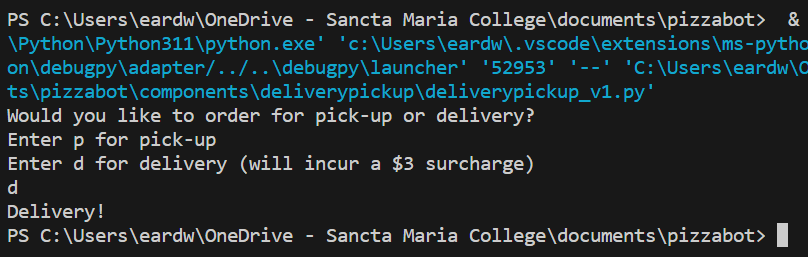 PS C:\Users\eardw\OneDrive - Sancta Maria College\documents\pizzabot>  &
\Python\Python311\python.exe' 'c:\Users\eardw\.vscode\extensions\ms-pytho
on\debugpy\adapter/../..\debugpy\launcher' '52953' '--' 'C:\Users\eardw\O
ts\pizzabot\components\deliverypickup\deliverypickup_v1.py'
Would you like to order for pick-up or delivery?
Enter p for pick-up
Enter d for delivery (will incur a $3 surcharge)
d
Delivery!
PS C:\Users\eardw\OneDrive - Sancta Maria College\documents\pizzabot>